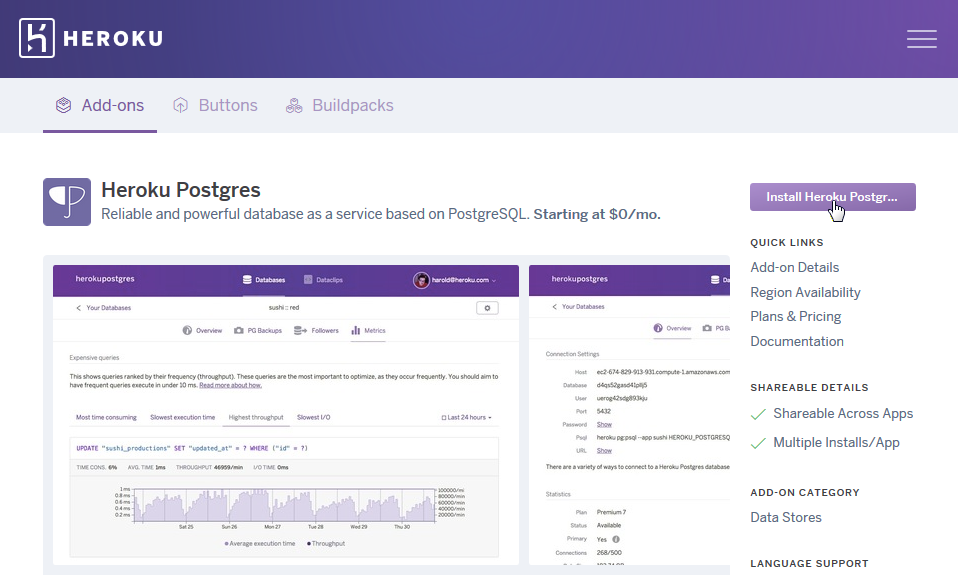 HEROKU
Add-ons
Buttons
Buildpacks
Heroku Postgres
Reliable and powerful database as a service based on PostgreSQL. Starting at $0/mo.
Install Heroku Postgr...
QUICK LINKS
Add-on Details
Region Availability
Plans & Pricing
Documentation
SHAREABLE DETAILS
Shareable Across Apps
Multiple Installs/App
ADD-ON CATEGORY
Data Stores
LANGUAGE SUPPORT
herokupostgres
Databases
Dataclips
harold@heroku.com
Your Databases
sushi :: red
Overview
PG Backups
Followers
Metrics
Expensive queries
This shows queries ranked by their frequency (throughput). These queries are the most important to optimize, as they occur frequently. You should aim to
have frequent queries execute in under 10 ms. Read more about how.
Most time consuming
Slowest execution time
Highest throughput
Slowest I/O
Last 24 hours
UPDATE "sushi_productions" SET "updated_at" = ? WHERE ("id" = ?)
TIME CONS. 6%
AVG. TIME 1ms
THROUGHPUT 46959/min
I/O TIME 0ms
1 ms
0.8 ms
0.6 ms
0.4 ms
0.2 ms
100000/mi
80000/min
60000/min
40000/min
20000/min
Sat 25
Sun 26
Mon 27
Tue 28
Wed 29
Thu 30
Average execution time
Throughput
herokupostgres
Da
Your Databases
Overview
PG B
Connection Settings
Host ec2-674-829-913-931.compute-1.amazonaws.com
Database
User uerog42sdg893kju
Port 5432
Password Show
Psql heroku pg:psql --app sushi HEROKU_POSTGRESQ
URL Show
There are a variety of ways to connect to a Heroku Postgres database
Statistics
Plan Premium 7
Status Available
Primary Yes
Connections 268/500